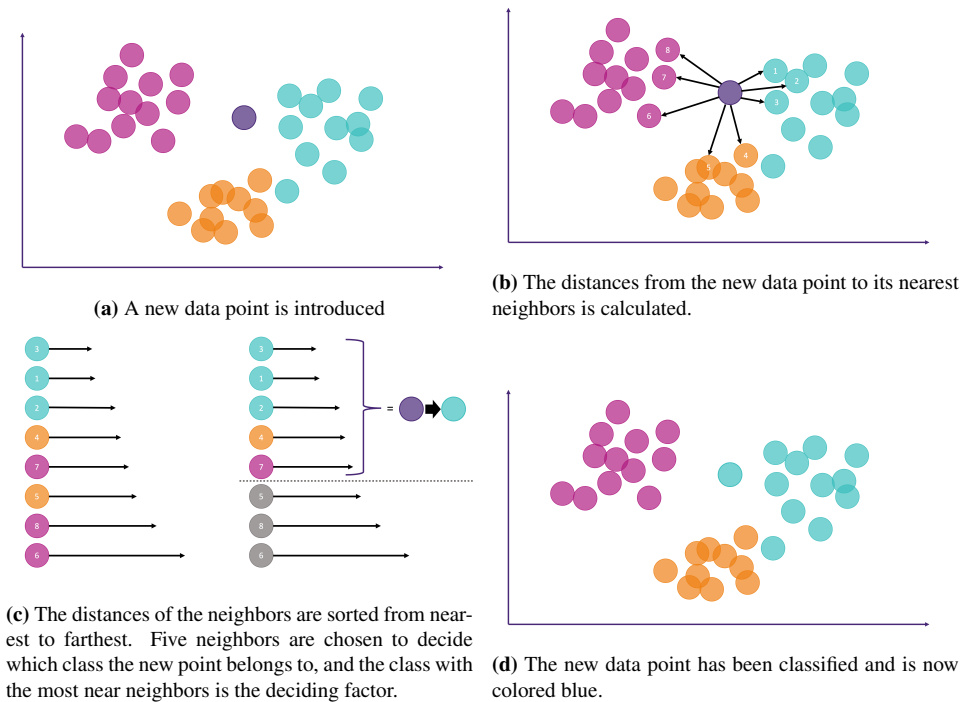 (a) A new data point is introduced
8
7
6
1
2
3
4
5
(b) The distances from the new data point to its nearest
neighbors is calculated.
3
1
2
4
7
5
8
6
3
1
2
4
7
5
8
6
=
(c) The distances of the neighbors are sorted from near-
est to farthest. Five neighbors are chosen to decide
which class the new point belongs to, and the class with
the most near neighbors is the deciding factor.
(d) The new data point has been classified and is now
colored blue.